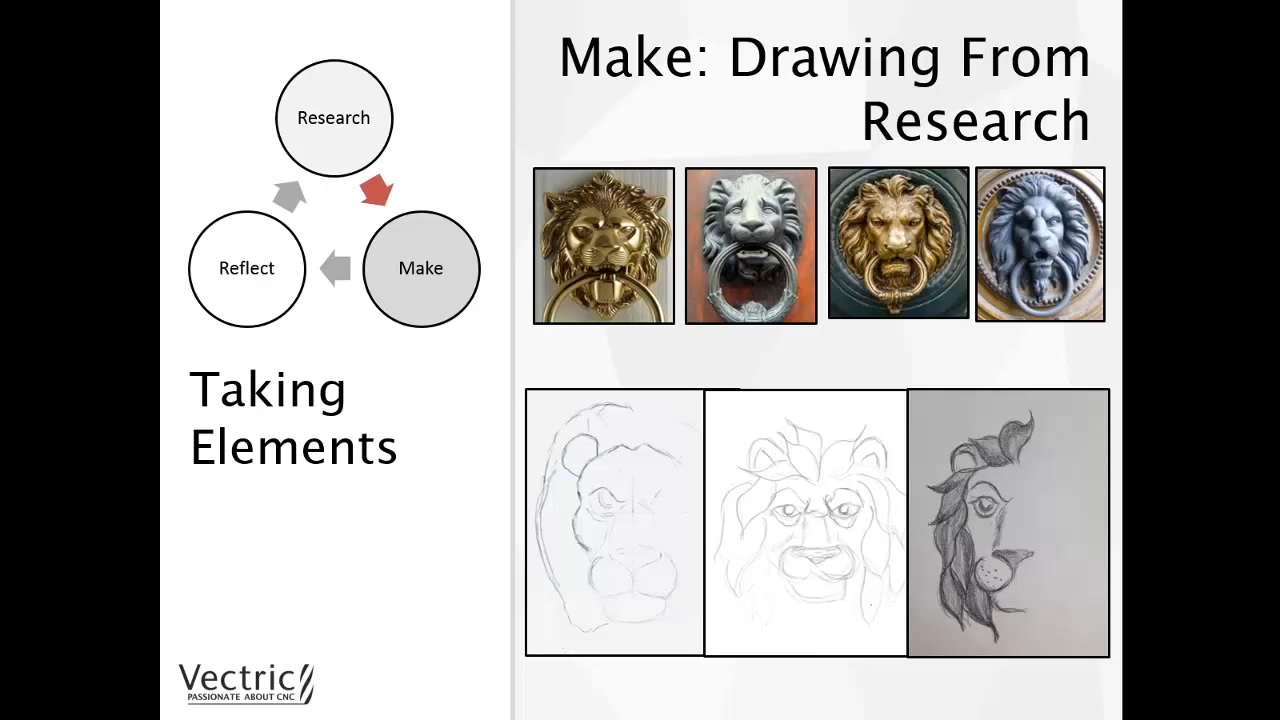 Make: Drawing From
Research
Research
Reflect
Make
Taking
Elements
Vectric
PASSIONATE ABOUT CNC